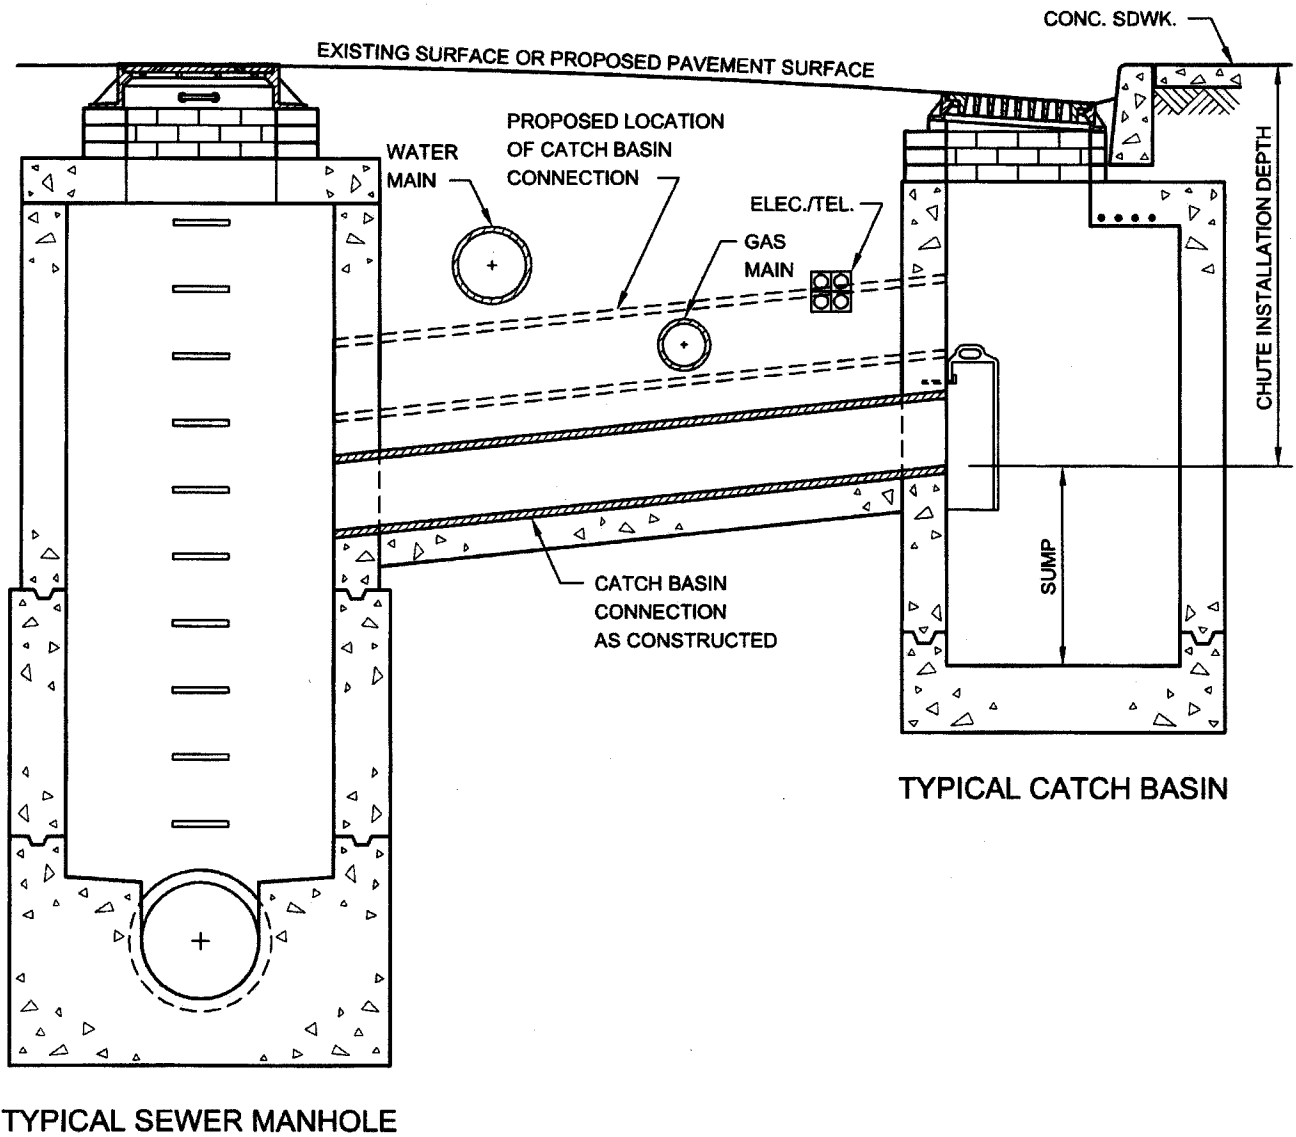 CONC. SDWK.
EXISTING SURFACE OR PROPOSED PAVEMENT SURFACE
PROPOSED LOCATION
OF CATCH BASIN
CONNECTION
WATER
MAIN
ELEC./TEL.
GAS
MAIN
CHUTE INSTALLATION DEPTH
SUMP
CATCH BASIN
CONNECTION
AS CONSTRUCTED
TYPICAL CATCH BASIN
TYPICAL SEWER MANHOLE